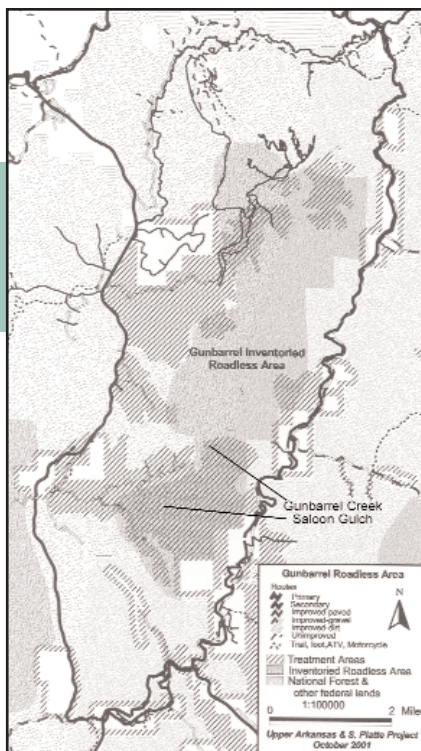 Gunbarrel Inventoried
Roadless Area
Gunbarrel Creek
Saloon Gulch
Gunbarrel Roadless Area
N
Routes
Primary
Secondary
Improved-paved
Improved-gravel
Improved-dirt
Unimproved
Trail, foot, ATV, Motorcycle
Treatment Areas
Inventoried Roadless Area
National Forest &
other federal lands
1:100000
0 2 Miles
Upper Arkansas & S. Platte Project
October 2001